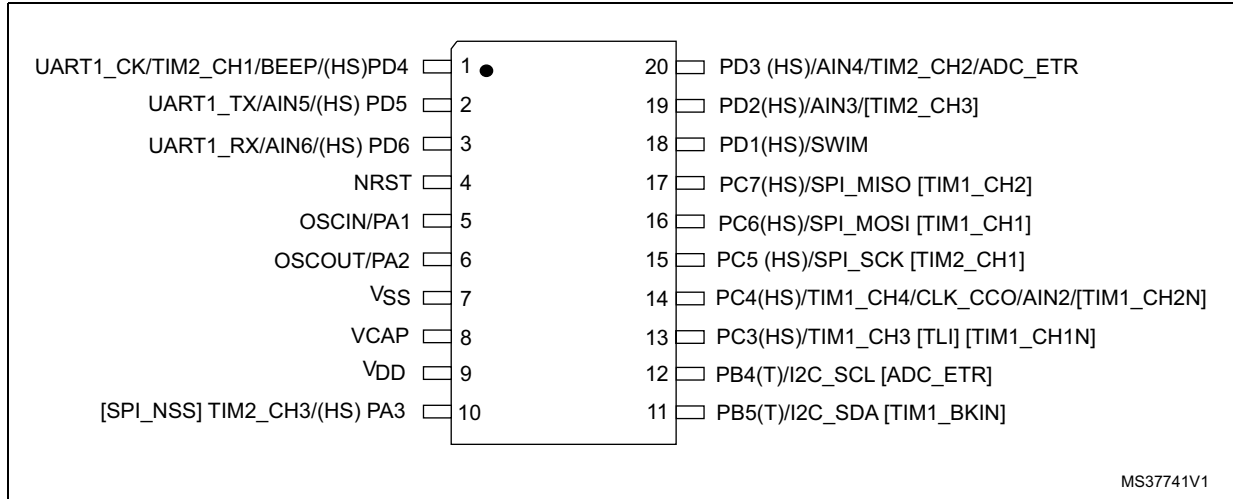 UART1_CK/TIM2_CH1/BEEP/(HS)PD4 1 20 PD3 (HS)/AIN4/TIM2_CH2/ADC_ETR
UART1_TX/AIN5/(HS) PD5 2 19 PD2(HS)/AIN3/[TIM2_CH3]
UART1_RX/AIN6/(HS) PD6 3 18 PD1(HS)/SWIM
NRST 4 17 PC7(HS)/SPI_MISO [TIM1_CH2]
OSCIN/PA1 5 16 PC6(HS)/SPI_MOSI [TIM1_CH1]
OSCOUT/PA2 6 15 PC5 (HS)/SPI_SCK [TIM2_CH1]
VSS 7 14 PC4(HS)/TIM1_CH4/CLK_CCO/AIN2/[TIM1_CH2N]
VCAP 8 13 PC3(HS)/TIM1_CH3 [TLI] [TIM1_CH1N]
VDD 9 12 PB4(T)/I2C_SCL [ADC_ETR]
[SPI_NSS] TIM2_CH3/(HS) PA3 10 11 PB5(T)/I2C_SDA [TIM1_BKIN]
MS37741V1